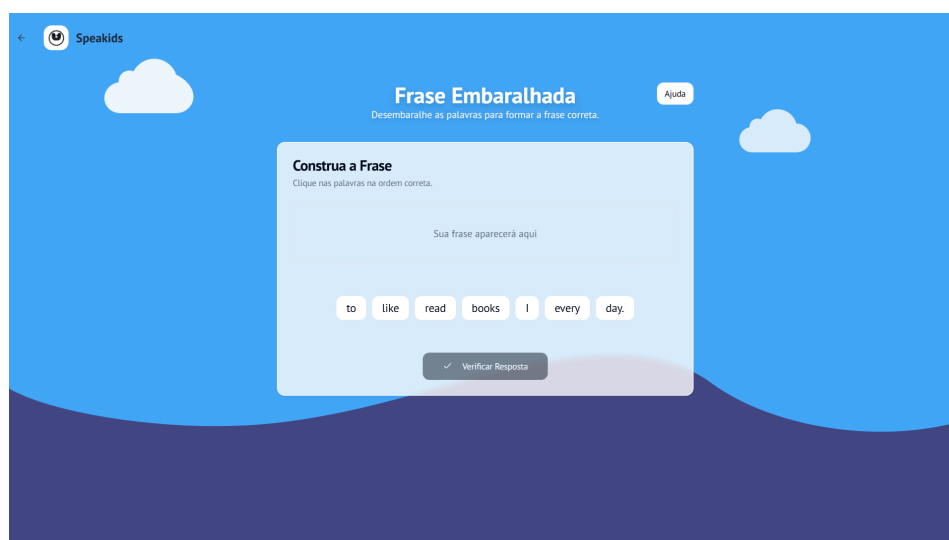 Speakids
Frase Embaralhada
Ajuda
Desembaralhe as palavras para formar a frase correta.
Construa a Frase
Clique nas palavras na ordem correta.
Sua frase aparecerá aqui
to like read books I every day.
Verificar Resposta